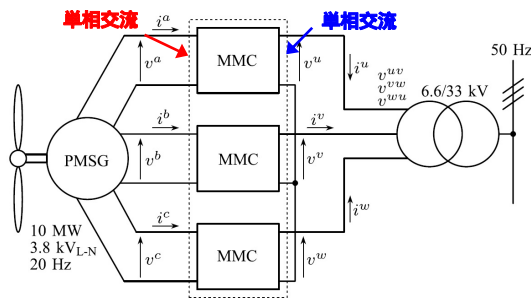 単相交流
単相交流
i^a
v^a
MMC
v^u
i^u
v^{uv}
v^{vw}
v^{wu}
50 Hz
6.6/33 kV
PMSG
i^b
v^b
MMC
i^v
v^v
10 MW
3.8 kV_{L-N}
20 Hz
i^c
v^c
MMC
v^w
i^w